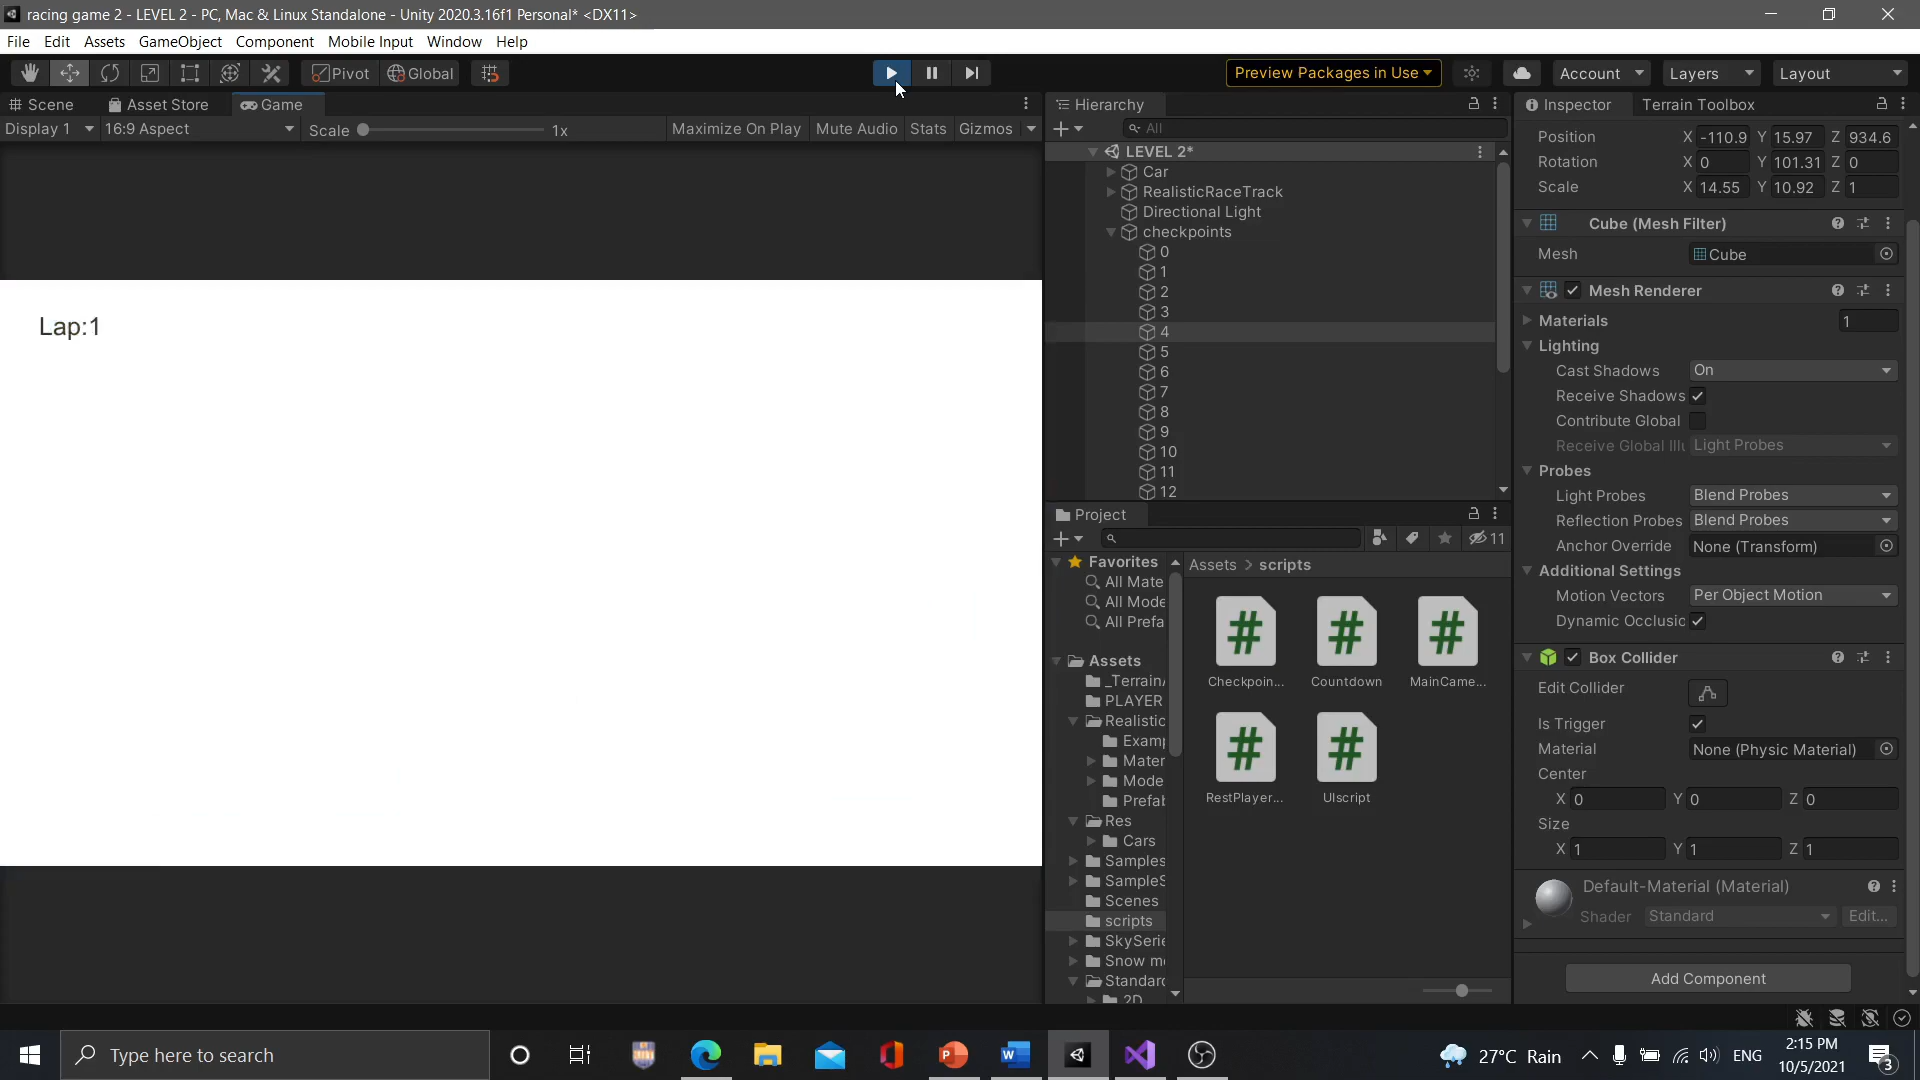 racing game 2 - LEVEL 2 - PC, Mac & Linux Standalone - Unity 2020.3.16f1 Personal* <DX11>
File Edit Assets GameObject Component Mobile Input Window Help
Pivot Global Preview Packages in Use Account Layers Layout
Scene Asset Store Game
Display 1 16:9 Aspect Scale 1x Maximize On Play Mute Audio Stats Gizmos
Lap:1
Hierarchy
All
LEVEL 2*
Car
RealisticRaceTrack
Directional Light
checkpoints
0
1
2
3
4
5
6
7
8
9
10
11
12
Project
11
Favorites
All Mate
All Mode
All Prefa
Assets
_TerrainA
PLAYER
Realistic
Examp
Mater
Mode
Prefab
Res
Cars
Samples
SampleS
Scenes
scripts
SkySerie
Snow mo
Standard
2D
Assets > scripts
Checkpoin...
Countdown
MainCame...
RestPlayer...
UIscript
Inspector Terrain Toolbox
Position X -110.9 Y 15.97 Z 934.6
Rotation X 0 Y 101.31 Z 0
Scale X 14.55 Y 10.92 Z 1
Cube (Mesh Filter)
Mesh Cube
Mesh Renderer
Materials 1
Lighting
Cast Shadows On
Receive Shadows
Contribute Global
Receive Global Illu Light Probes
Probes
Light Probes Blend Probes
Reflection Probes Blend Probes
Anchor Override None (Transform)
Additional Settings
Motion Vectors Per Object Motion
Dynamic Occlusic
Box Collider
Edit Collider
Is Trigger
Material None (Physic Material)
Center
X 0 Y 0 Z 0
Size
X 1 Y 1 Z 1
Default-Material (Material)
Shader Standard Edit...
Add Component
Type here to search
27°C Rain ENG
2:15 PM
10/5/2021
3